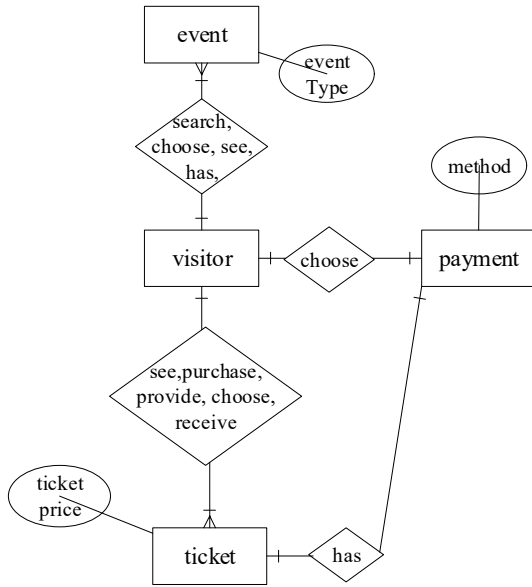 event
event
Type
search,
choose, see,
has,
method
visitor
choose
payment
see,purchase,
provide, choose,
receive
ticket
price
ticket
has